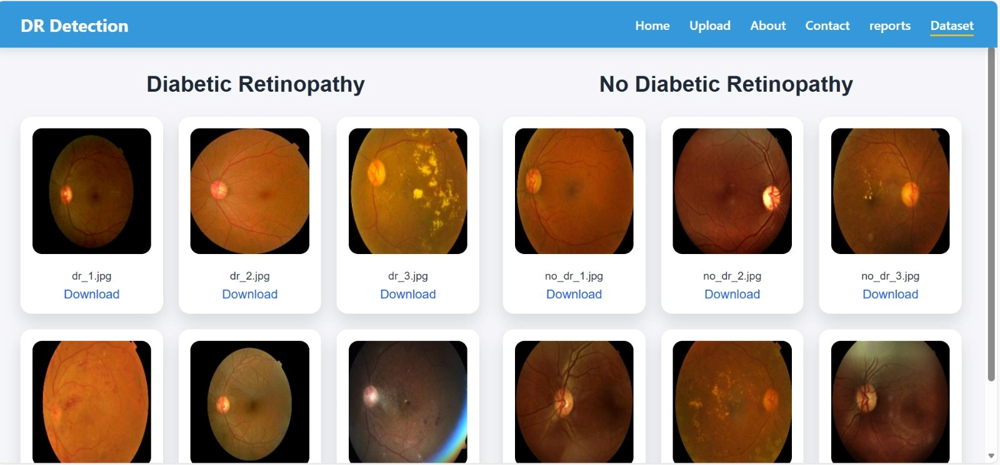 DR Detection
Home Upload About Contact reports Dataset
Diabetic Retinopathy
No Diabetic Retinopathy
dr_1.jpg
Download
dr_2.jpg
Download
dr_3.jpg
Download
no_dr_1.jpg
Download
no_dr_2.jpg
Download
no_dr_3.jpg
Download